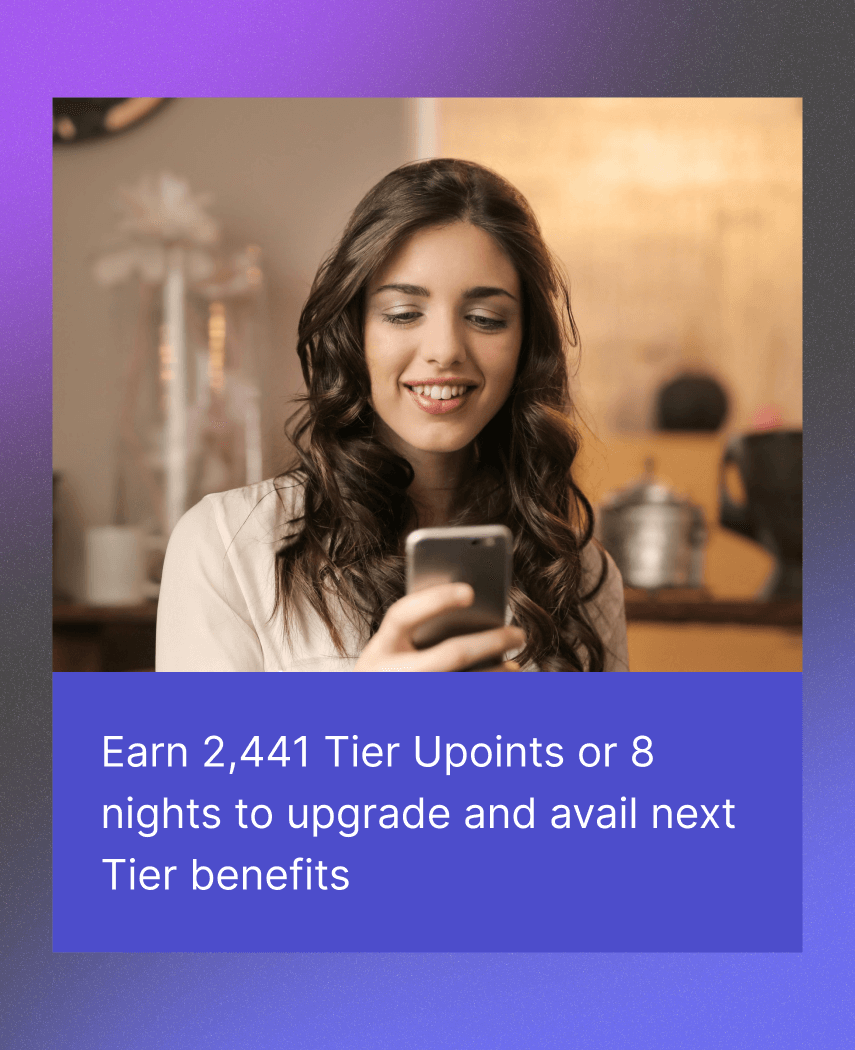 Earn 2,441 Tier Upoints or 8
nights to upgrade and avail next
Tier benefits